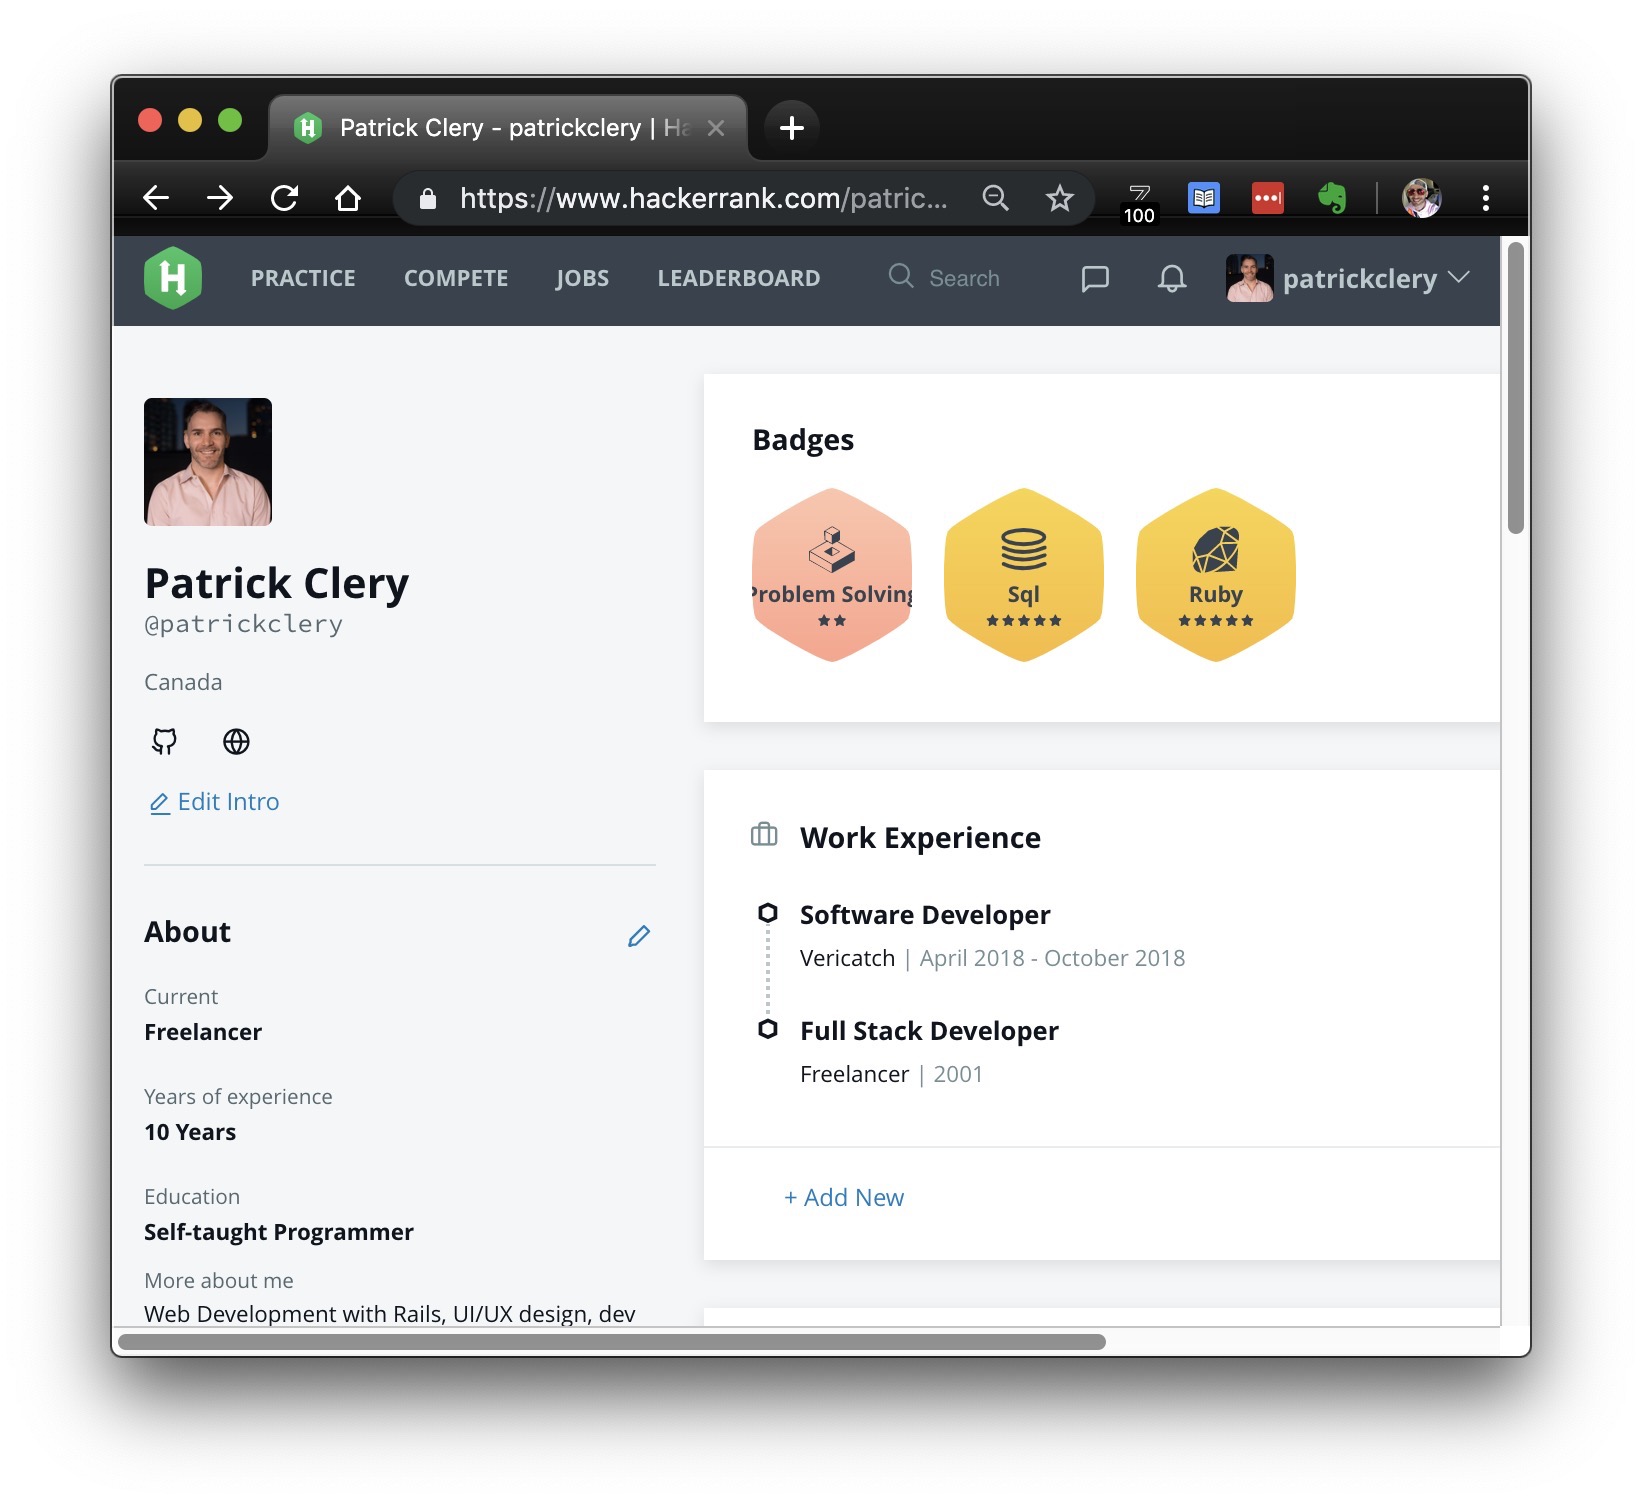 Patrick Clery - patrickclery | Ha
https://www.hackerrank.com/patric...
100
PRACTICE COMPETE JOBS LEADERBOARD Search patrickclery
Patrick Clery
@patrickclery
Canada
Edit Intro
About
Current
Freelancer
Years of experience
10 Years
Education
Self-taught Programmer
More about me
Web Development with Rails, UI/UX design, dev
Badges
Problem Solving
Sql
Ruby
Work Experience
Software Developer
Vericatch | April 2018 - October 2018
Full Stack Developer
Freelancer | 2001
+ Add New